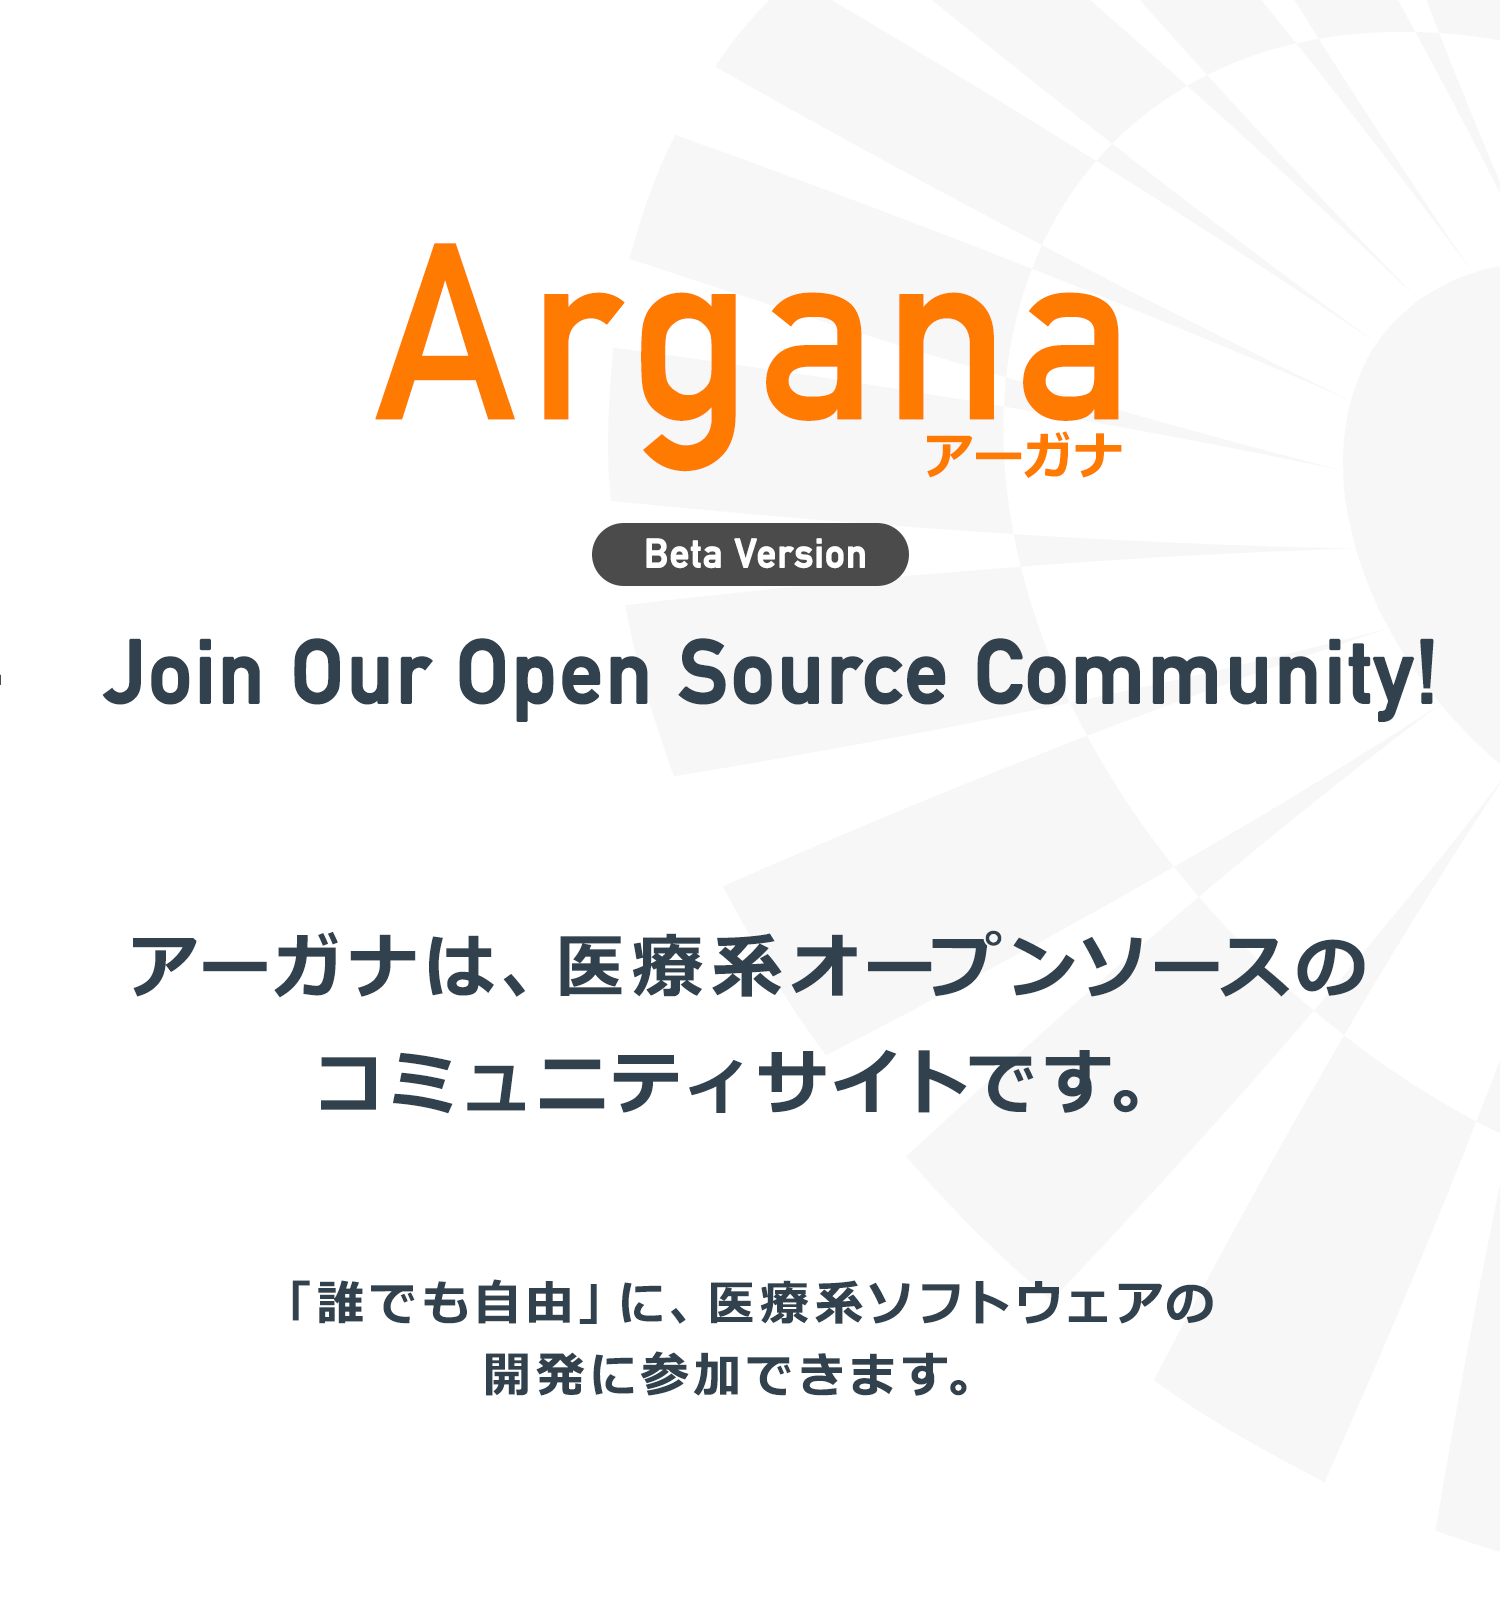 Argana
アーガナ
Beta Version
Join Our Open Source Community!
アーガナは、医療系オープンソースの
コミュニティサイトです。
「誰でも自由」に、医療系ソフトウェアの
開発に参加できます。